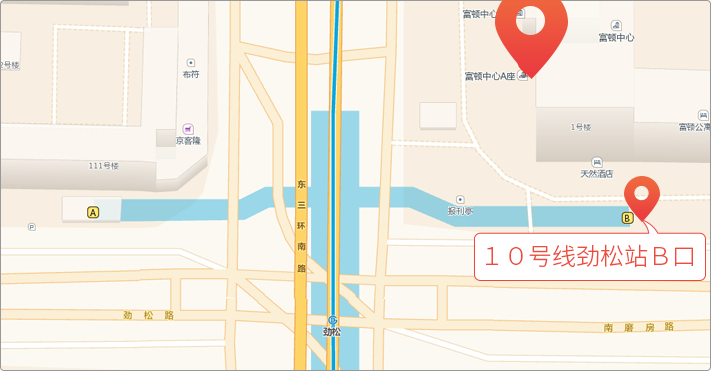 富顿中心
富顿中心
2号楼
布符
富顿中心A座
京客隆
1号楼
富顿公寓
111号楼
天然酒店
东三环南路
A
报刊亭
B
P
10号线劲松站B口
劲松路
劲松
南磨房路